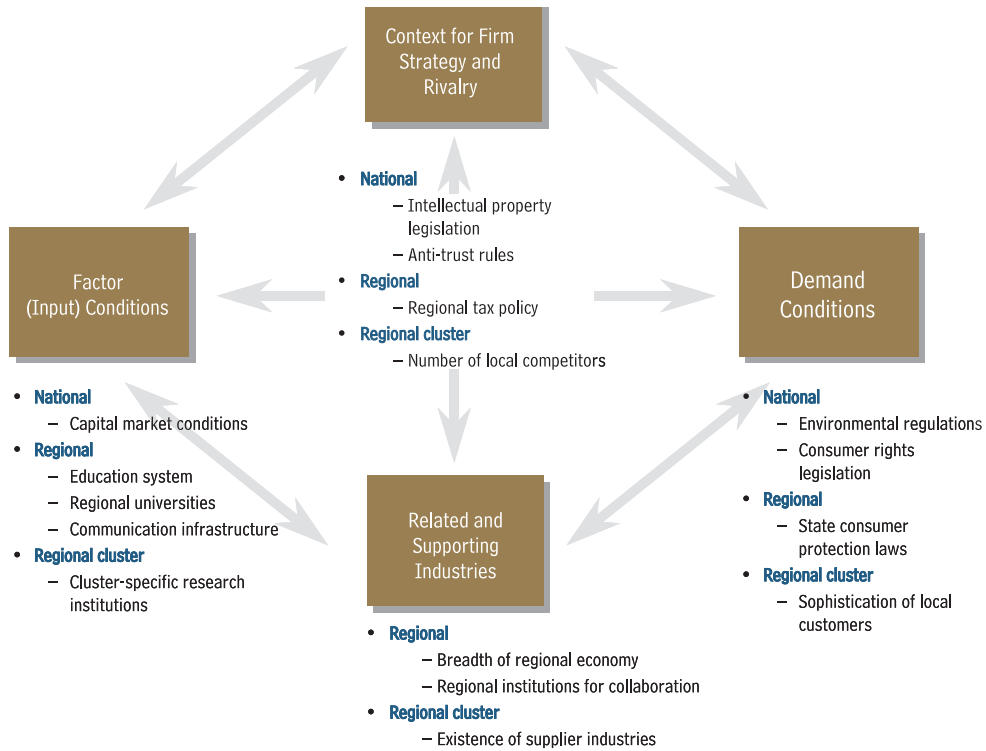 Context for Firm
Strategy and
Rivalry
• National
– Intellectual property
legislation
– Anti-trust rules
• Regional
– Regional tax policy
• Regional cluster
– Number of local competitors
Factor
(Input) Conditions
• National
– Capital market conditions
• Regional
– Education system
– Regional universities
– Communication infrastructure
• Regional cluster
– Cluster-specific research
institutions
Demand
Conditions
• National
– Environmental regulations
– Consumer rights
legislation
• Regional
– State consumer
protection laws
• Regional cluster
– Sophistication of local
customers
Related and
Supporting
Industries
• Regional
– Breadth of regional economy
– Regional institutions for collaboration
• Regional cluster
– Existence of supplier industries